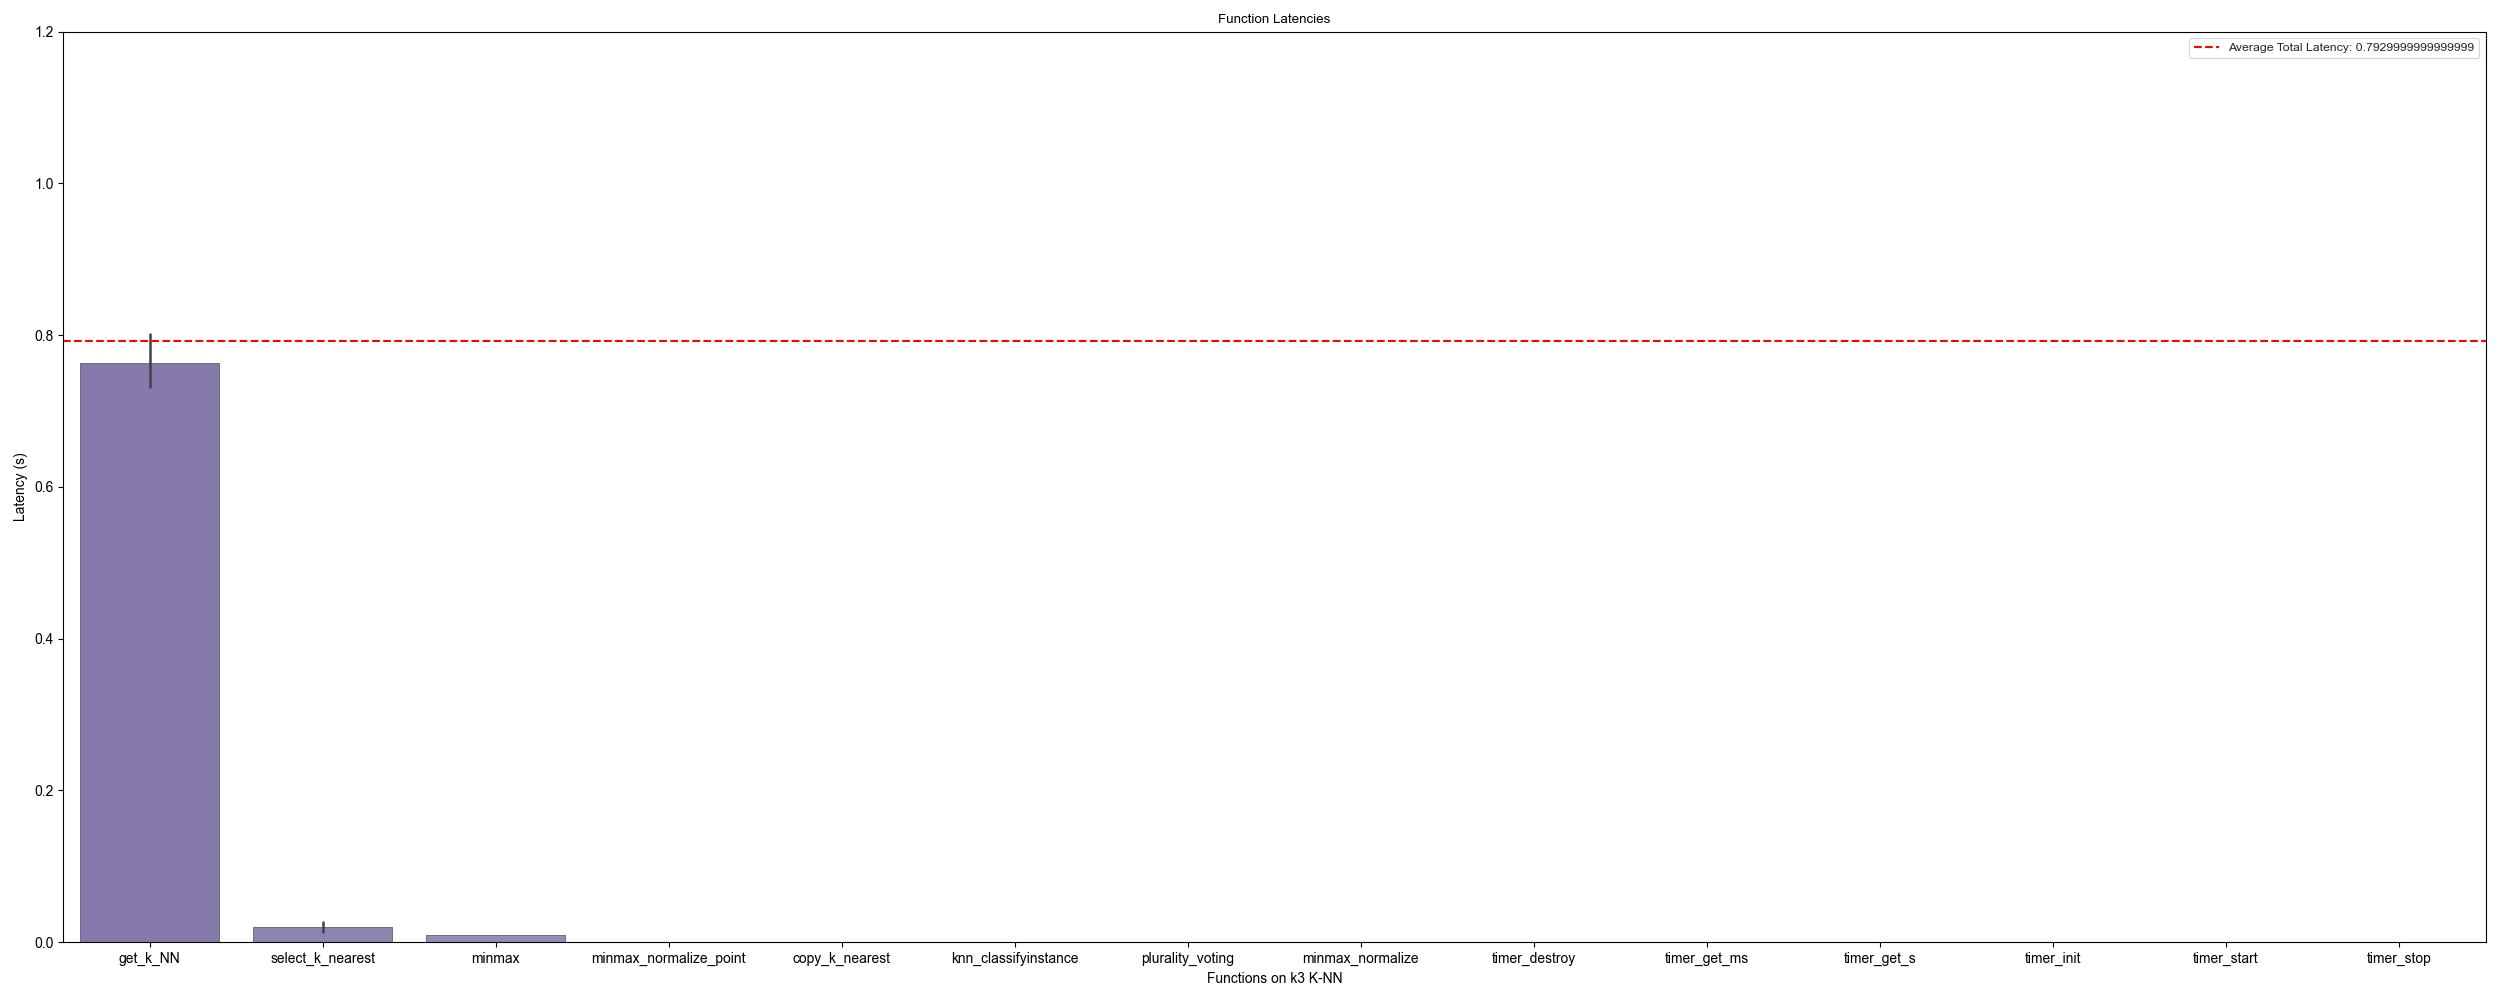 Function Latencies
Average Total Latency: 0.7929999999999999
1.2
1.0
0.8
0.6
0.4
0.2
0.0
Latency (s)
get_k_NN select_k_nearest minmax minmax_normalize_point copy_k_nearest knn_classifyinstance plurality_voting minmax_normalize timer_destroy timer_get_ms timer_get_s timer_init timer_start timer_stop
Functions on k3 K-NN